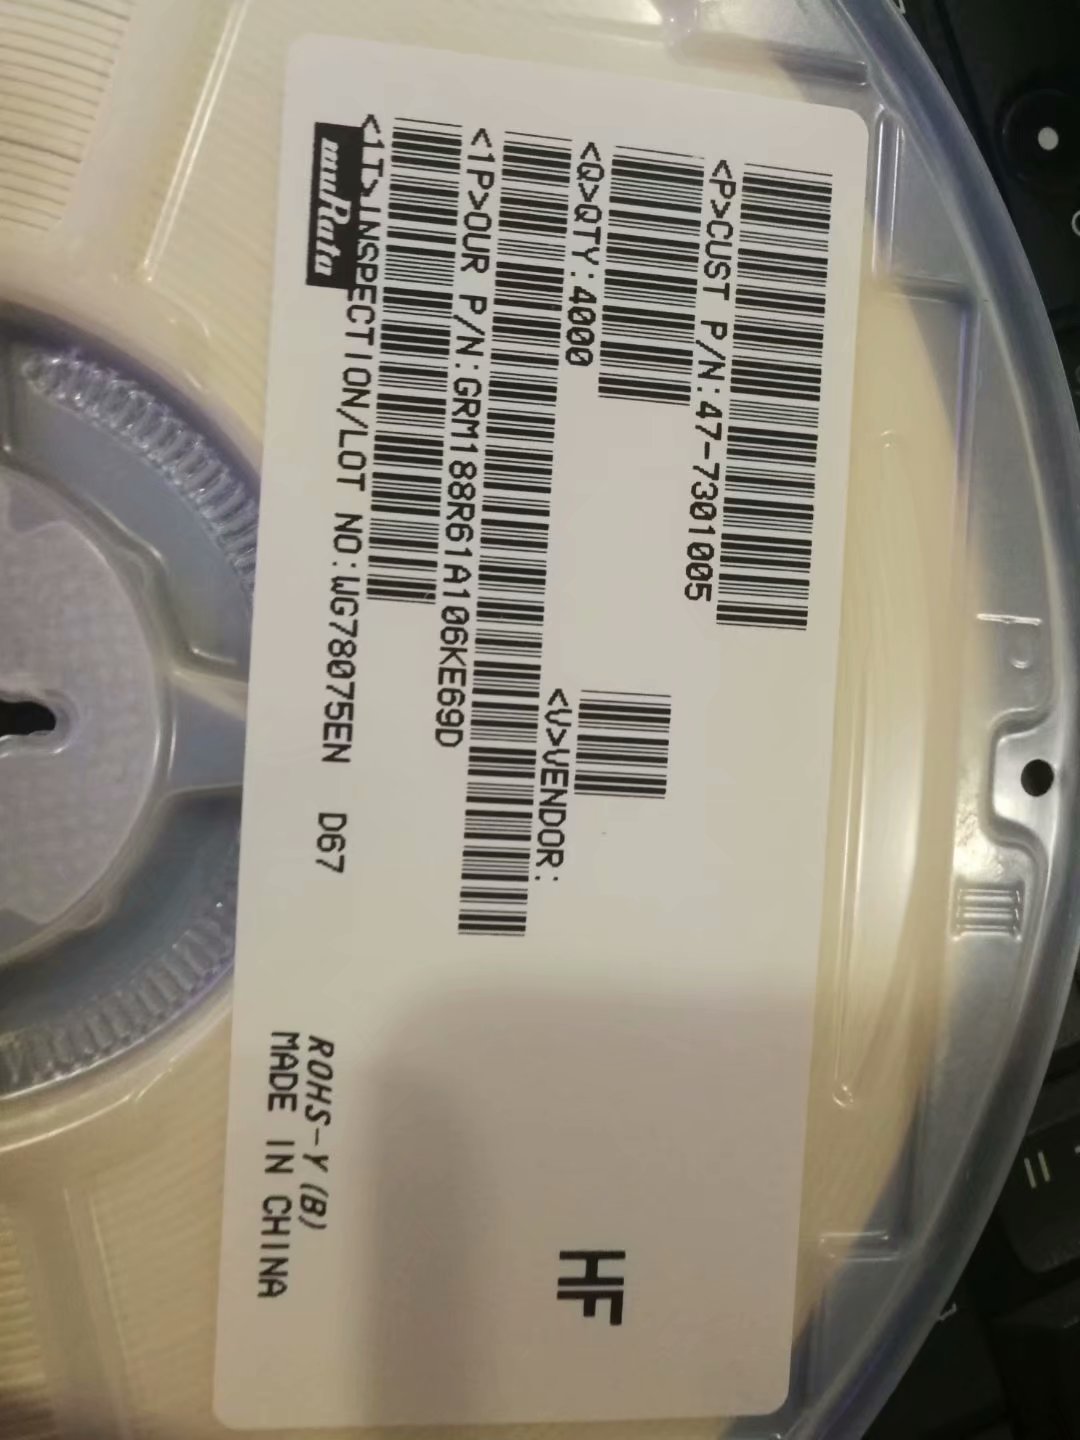 <P>CUST P/N:47-7301005
<Q>QTY:4000
<V>VENDOR:
<1P>OUR P/N:GRM188R61A106KE69D
<1T>INSPECTION/LOT NO:WG78075EN D67
muRata
HF
ROHS-Y(B)
MADE IN CHINA